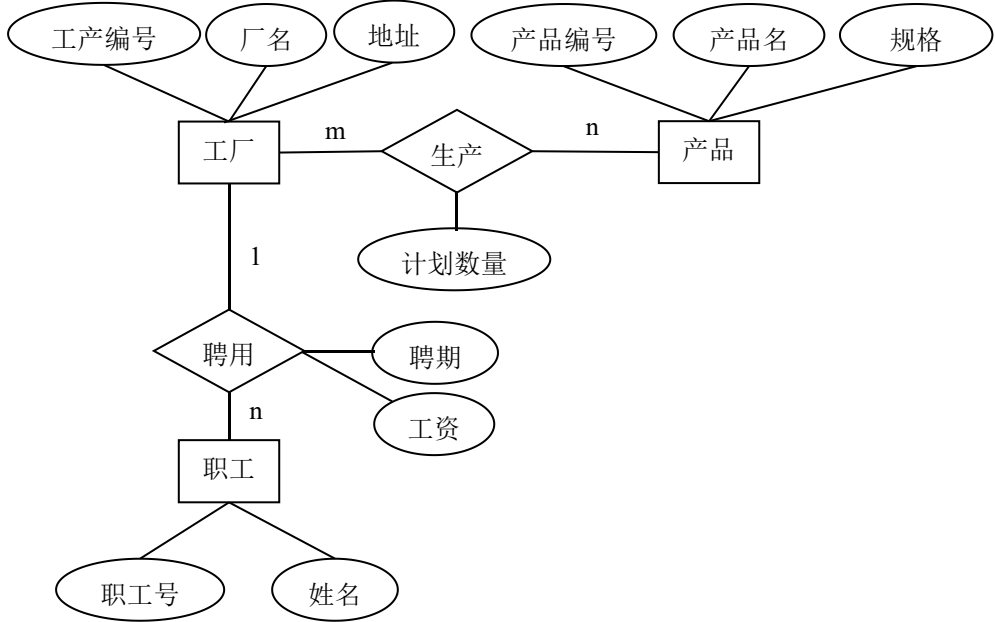 工产编号 厂名 地址 产品编号 产品名 规格
工厂 m 生产 n 产品
计划数量
1
聘用 聘期
工资
n
职工
职工号 姓名